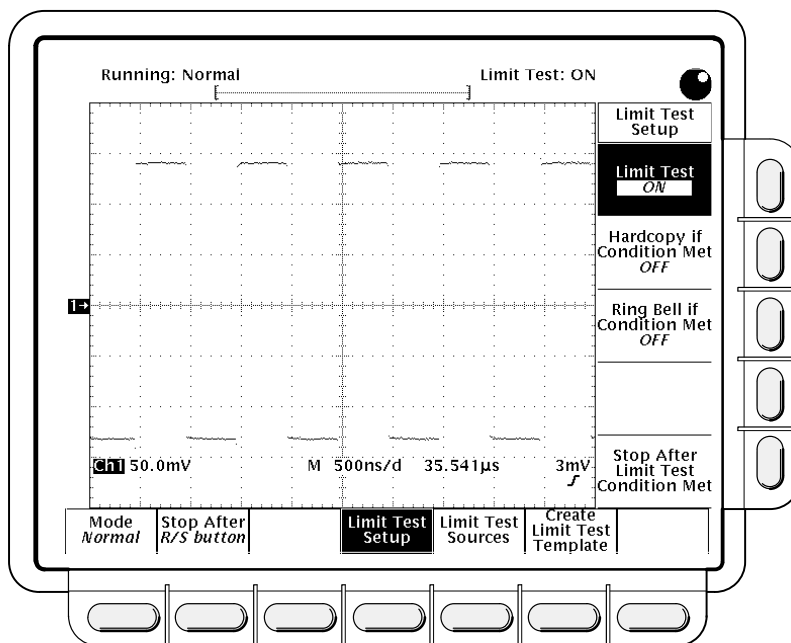 Running: Normal
Limit Test: ON
Limit Test
Setup
Limit Test
ON
Hardcopy if
Condition Met
OFF
1→
Ring Bell if
Condition Met
OFF
Ch1 50.0mV
M 500ns/d 35.541µs
3mV
Stop After
Limit Test
Condition Met
Mode
Normal
Stop After
R/S button
Limit Test
Setup
Limit Test
Sources
Create
Limit Test
Template